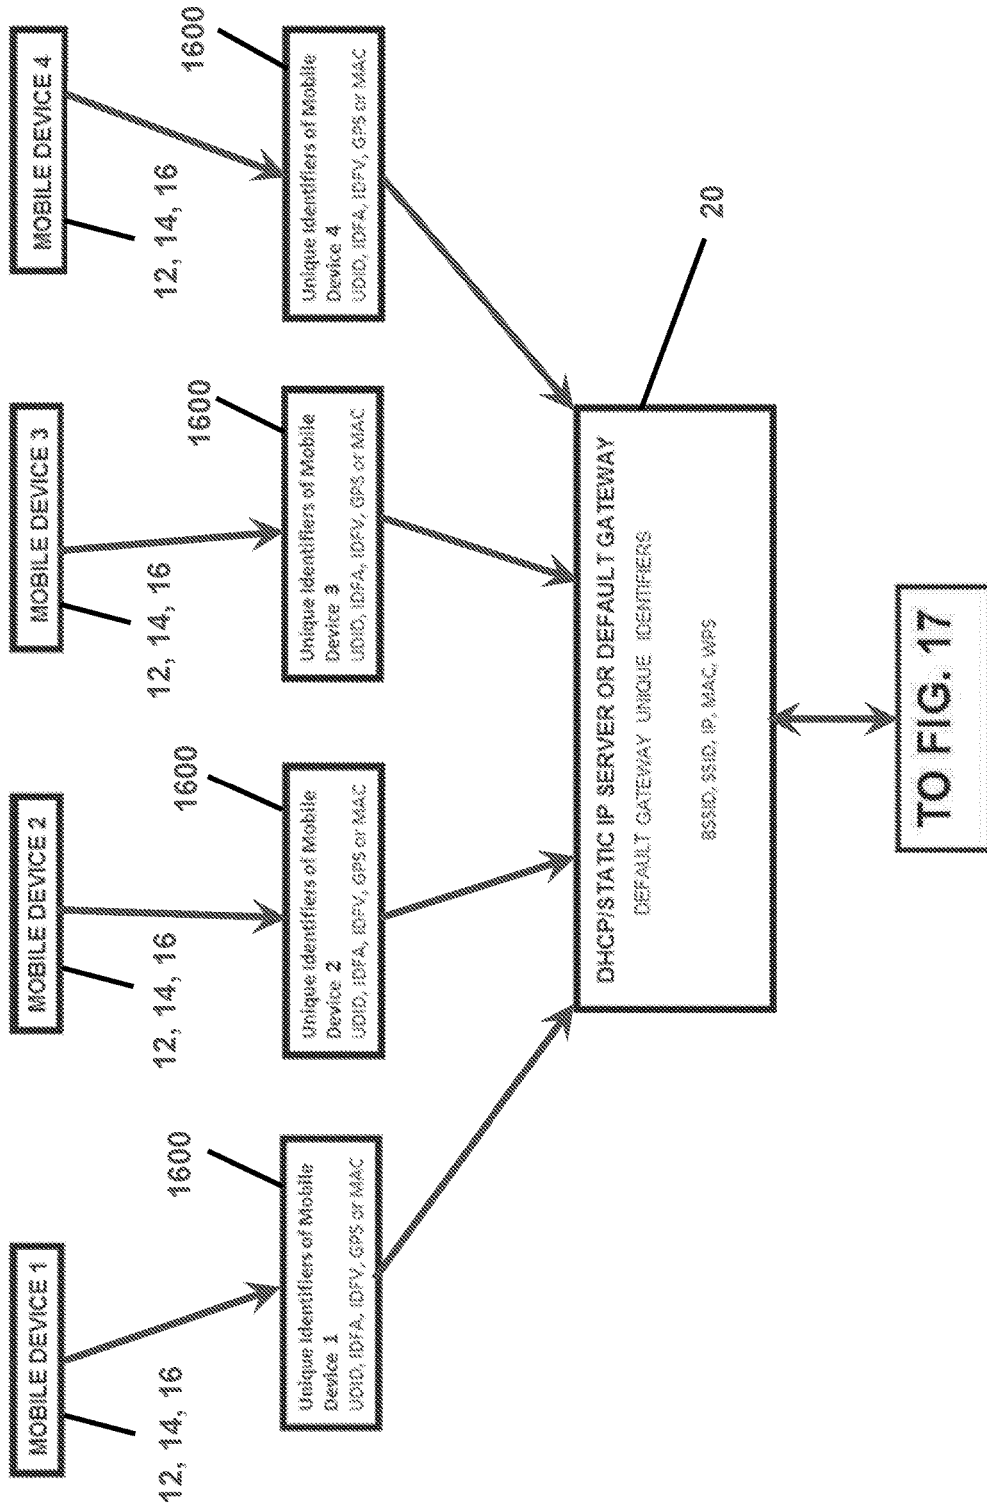 MOBILE DEVICE 1
12, 14, 16
MOBILE DEVICE 2
12, 14, 16
MOBILE DEVICE 3
12, 14, 16
MOBILE DEVICE 4
12, 14, 16
1600
Unique Identifiers of Mobile
Device 1
UDID, IDFA, IDFV, GPS or MAC
1600
Unique Identifiers of Mobile
Device 2
UDID, IDFA, IDFV, GPS or MAC
1600
Unique Identifiers of Mobile
Device 3
UDID, IDFA, IDFV, GPS or MAC
1600
Unique Identifiers of Mobile
Device 4
UDID, IDFA, IDFV, GPS or MAC
DHCP/STATIC IP SERVER OR DEFAULT GATEWAY
DEFAULT GATEWAY UNIQUE IDENTIFIERS
BSSID, SSID, IP, MAC, WPS
20
TO FIG. 17